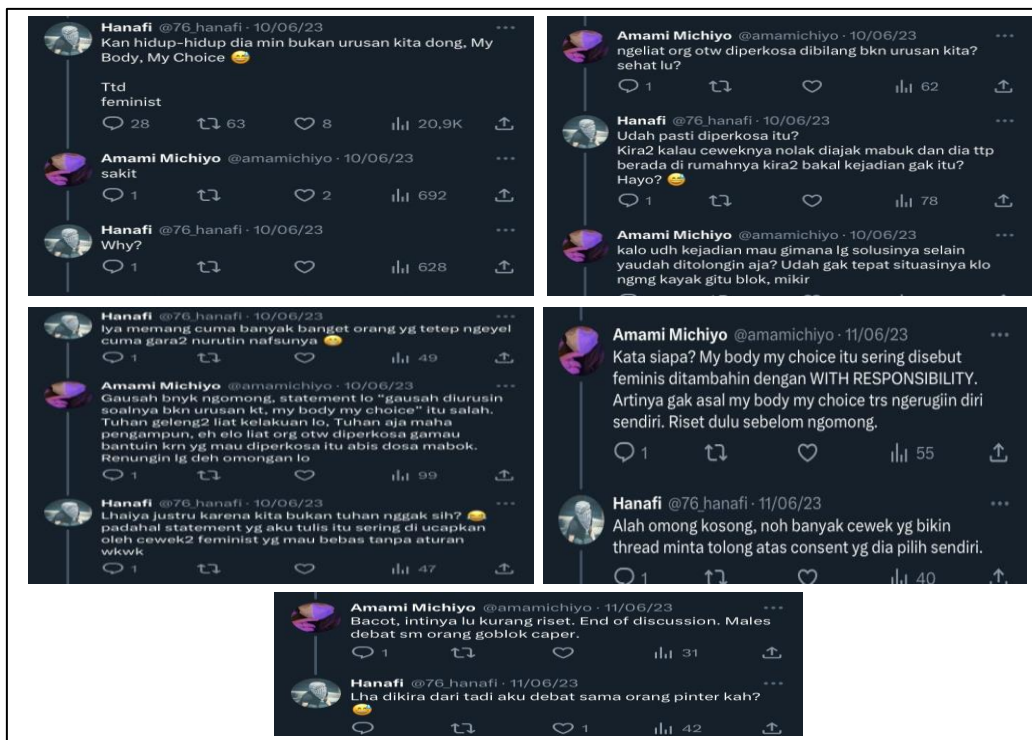 Hanafi @76_hanafi · 10/06/23
Kan hidup-hidup dia min bukan urusan kita dong, My
Body, My Choice 😅
Ttd
feminist
28 63 8 20,9K
Amami Michiyo @amamichiyo · 10/06/23
sakit
1 2 692
Hanafi @76_hanafi · 10/06/23
Why?
1 628
Amami Michiyo @amamichiyo · 10/06/23
ngeliat org otw diperkosa dibilang bkn urusan kita?
sehat lu?
1 62
Hanafi @76_hanafi · 10/06/23
Udah pasti diperkosa itu?
Kira2 kalau ceweknya nolak diajak mabuk dan dia ttp
berada di rumahnya kira2 bakal kejadian gak itu?
Hayo? 😅
1 78
Amami Michiyo @amamichiyo · 10/06/23
kalo udh kejadian mau gimana lg solusinya selain
yaudah ditolongin aja? Udah gak tepat situasinya klo
ngmg kayak gitu blok, mikir
Hanafi @76_hanafi · 10/06/23
Iya memang cuma banyak banget orang yg tetep ngeyel
cuma gara2 nurutin nafsunya 🤭
1 49
Amami Michiyo @amamichiyo · 10/06/23
Gausah bnyk ngomong, statement lo "gausah diurusin
soalnya bkn urusan kt, my body my choice" itu salah.
Tuhan geleng2 liat kelakuan lo, Tuhan aja maha
pengampun, eh elo liat org otw diperkosa gamau
bantuin krn yg mau diperkosa itu abis dosa mabok.
Renungin lg deh omongan lo
1 99
Hanafi @76_hanafi · 10/06/23
Lhaiya justru karena kita bukan tuhan nggak sih? 😂
padahal statement yg aku tulis itu sering di ucapkan
oleh cewek2 feminist yg mau bebas tanpa aturan
wkwk
1 47
Amami Michiyo @amamichiyo · 11/06/23
Kata siapa? My body my choice itu sering disebut
feminis ditambahin dengan WITH RESPONSIBILITY.
Artinya gak asal my body my choice trs ngerugiin diri
sendiri. Riset dulu sebelom ngomong.
1 55
Hanafi @76_hanafi · 11/06/23
Alah omong kosong, noh banyak cewek yg bikin
thread minta tolong atas consent yg dia pilih sendiri.
1 40
Amami Michiyo @amamichiyo · 11/06/23
Bacot, intinya lu kurang riset. End of discussion. Males
debat sm orang goblok caper.
1 31
Hanafi @76_hanafi · 11/06/23
Lha dikira dari tadi aku debat sama orang pinter kah?
😅
1 42